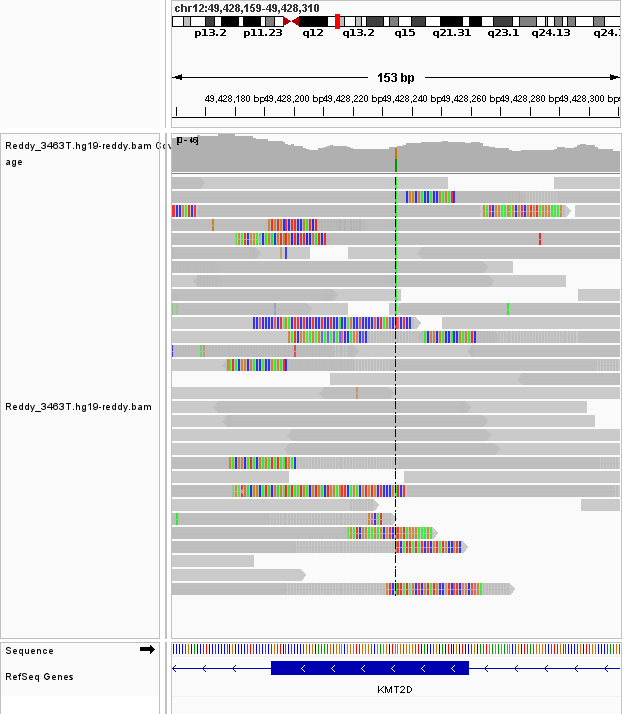 chr12:49,428,159-49,428,310
p13.2 p11.23 q12 q13.2 q15 q21.31 q23.1 q24.13 q24.
153 bp
49,428,180 bp 49,428,200 bp 49,428,220 bp 49,428,240 bp 49,428,260 bp 49,428,280 bp 49,428,300 bp
Reddy_3463T.hg19-reddy.bam Cov
age
[0 - 46]
Reddy_3463T.hg19-reddy.bam
Sequence
RefSeq Genes
KMT2D